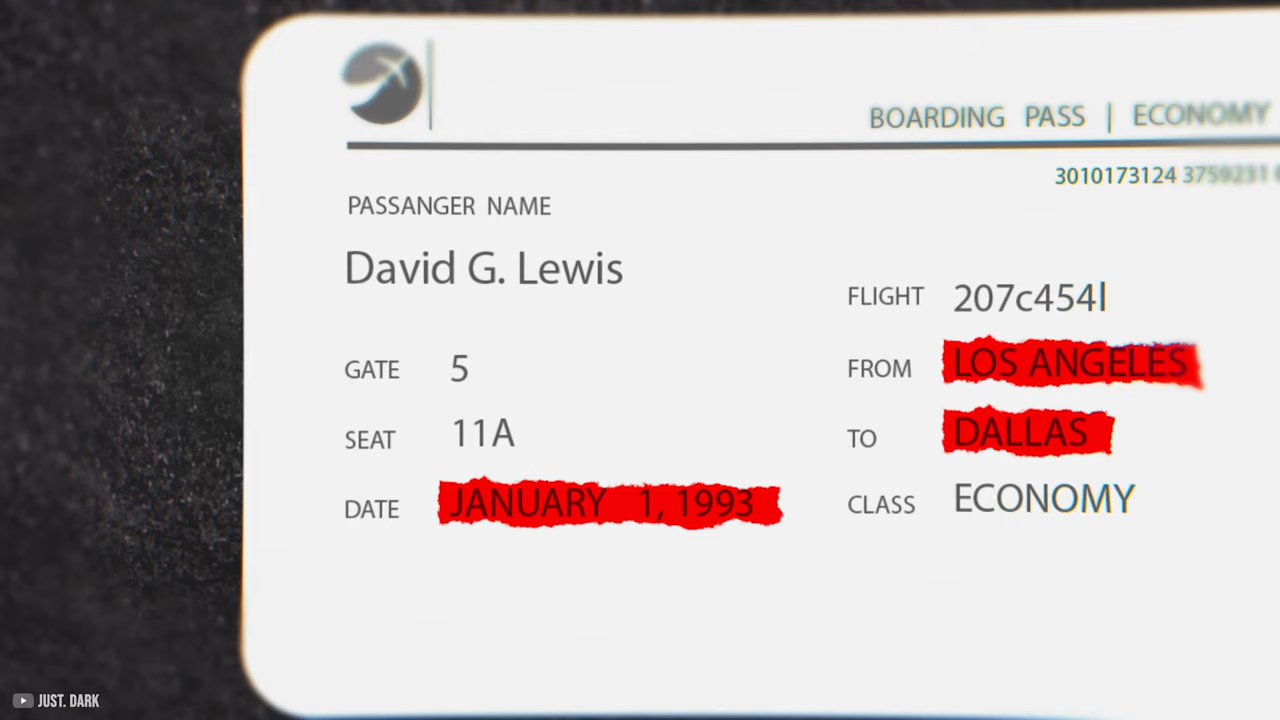 BOARDING PASS | ECONOMY
3010173124 3759231
PASSANGER NAME
David G. Lewis
FLIGHT 207c454l
GATE 5
FROM LOS ANGELES
SEAT 11A
TO DALLAS
DATE JANUARY 1, 1993
CLASS ECONOMY
JUST. DARK